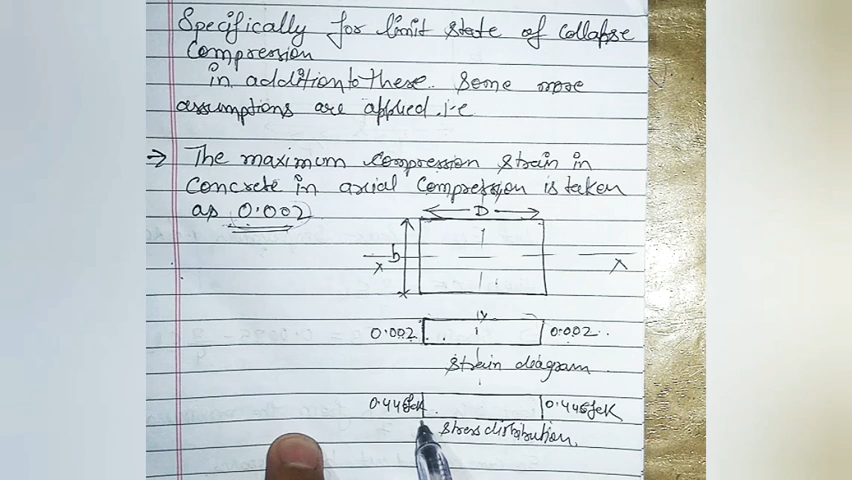 Specifically for limit state of collapse
Compression
in addition to these. Some more
assumptions are applied. i.e
→ The maximum compression strain in
Concrete in axial Compression is taken
as 0.002
D
b
X X
y
0.002 0.002
Strain diagram
0.446fck 0.446fck
Stress distribution.